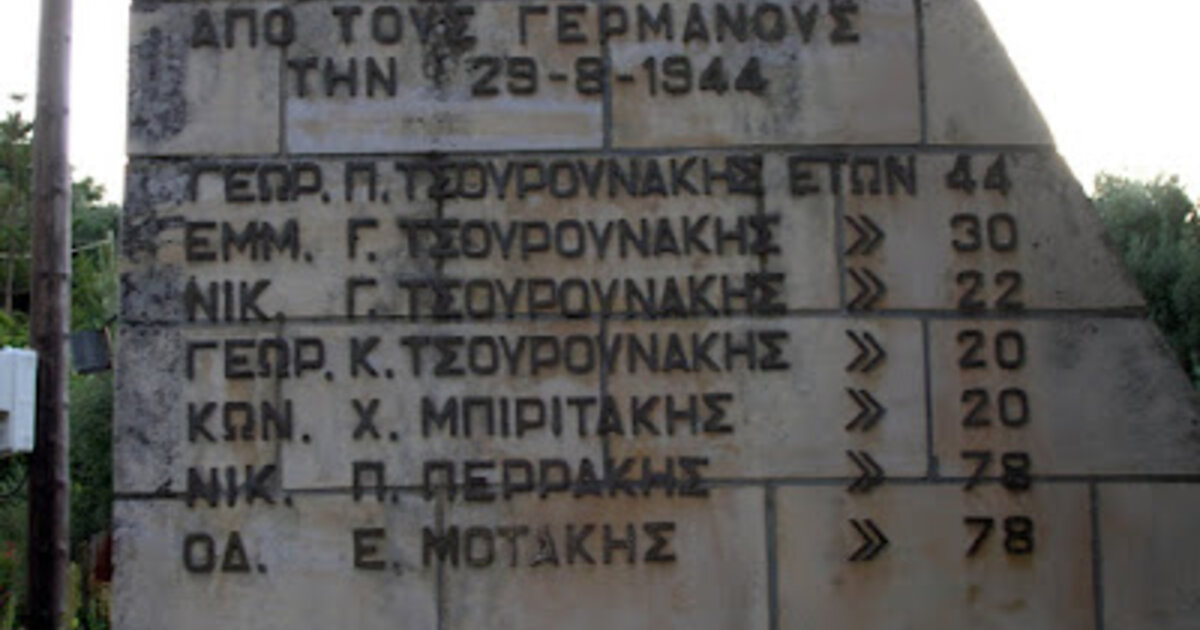 ΑΠΟ ΤΟΥΣ ΓΕΡΜΑΝΟΥΣ
ΤΗΝ 29-8-1944
ΓΕΩΡ. Π. ΤΣΟΥΡΟΥΝΑΚΗΣ ΕΤΩΝ 44
ΕΜΜ. Γ. ΤΣΟΥΡΟΥΝΑΚΗΣ » 30
ΝΙΚ. Γ. ΤΣΟΥΡΟΥΝΑΚΗΣ » 22
ΓΕΩΡ. Κ. ΤΣΟΥΡΟΥΝΑΚΗΣ » 20
ΚΩΝ. Χ. ΜΠΙΡΙΤΑΚΗΣ » 20
ΝΙΚ. Π. ΠΕΡΡΑΚΗΣ » 78
ΟΔ. Ε. ΜΟΤΑΚΗΣ » 78